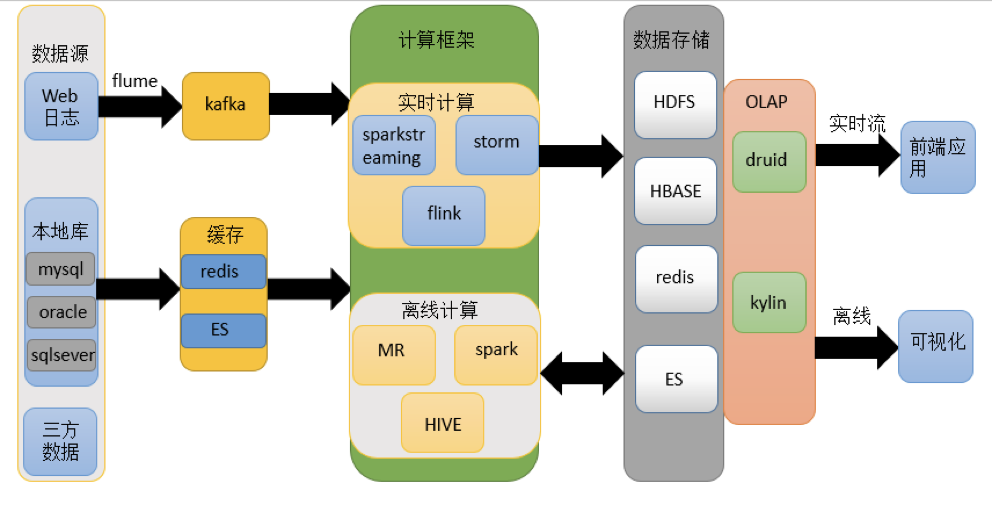 数据源
Web
日志
flume
kafka
本地库
mysql
oracle
sqlsever
三方
数据
缓存
redis
ES
计算框架
实时计算
sparkstr
eaming
storm
flink
离线计算
MR
spark
HIVE
数据存储
HDFS
HBASE
redis
ES
OLAP
druid
kylin
实时流
前端应
用
离线
可视化